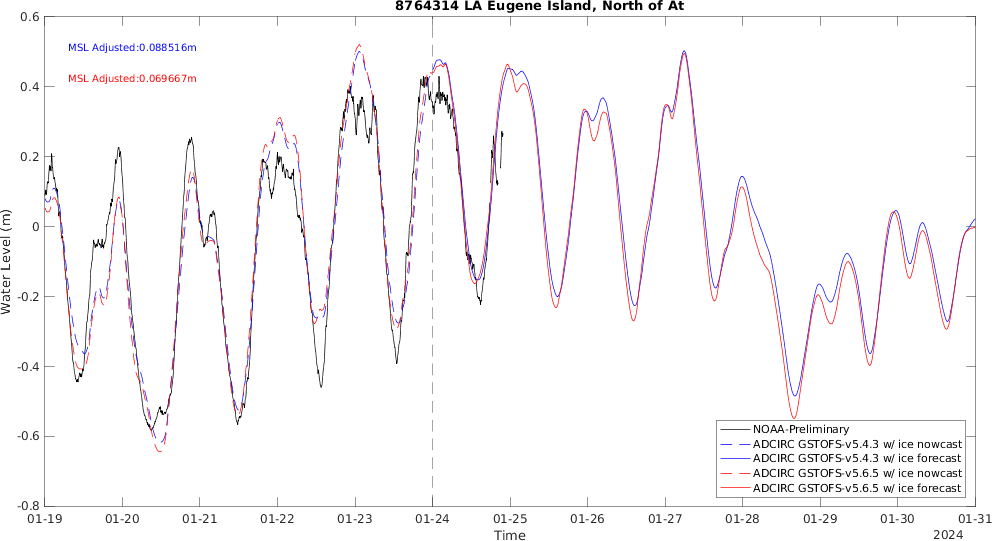 8764314 LA Eugene Island, North of At
MSL Adjusted:0.088516m
MSL Adjusted:0.069667m
Water Level (m)
0.6
0.4
0.2
0
-0.2
-0.4
-0.6
-0.8
NOAA-Preliminary
ADCIRC GSTOFS-v5.4.3 w/ ice nowcast
ADCIRC GSTOFS-v5.4.3 w/ ice forecast
ADCIRC GSTOFS-v5.6.5 w/ ice nowcast
ADCIRC GSTOFS-v5.6.5 w/ ice forecast
01-19 01-20 01-21 01-22 01-23 01-24 01-25 01-26 01-27 01-28 01-29 01-30 01-31
Time
2024